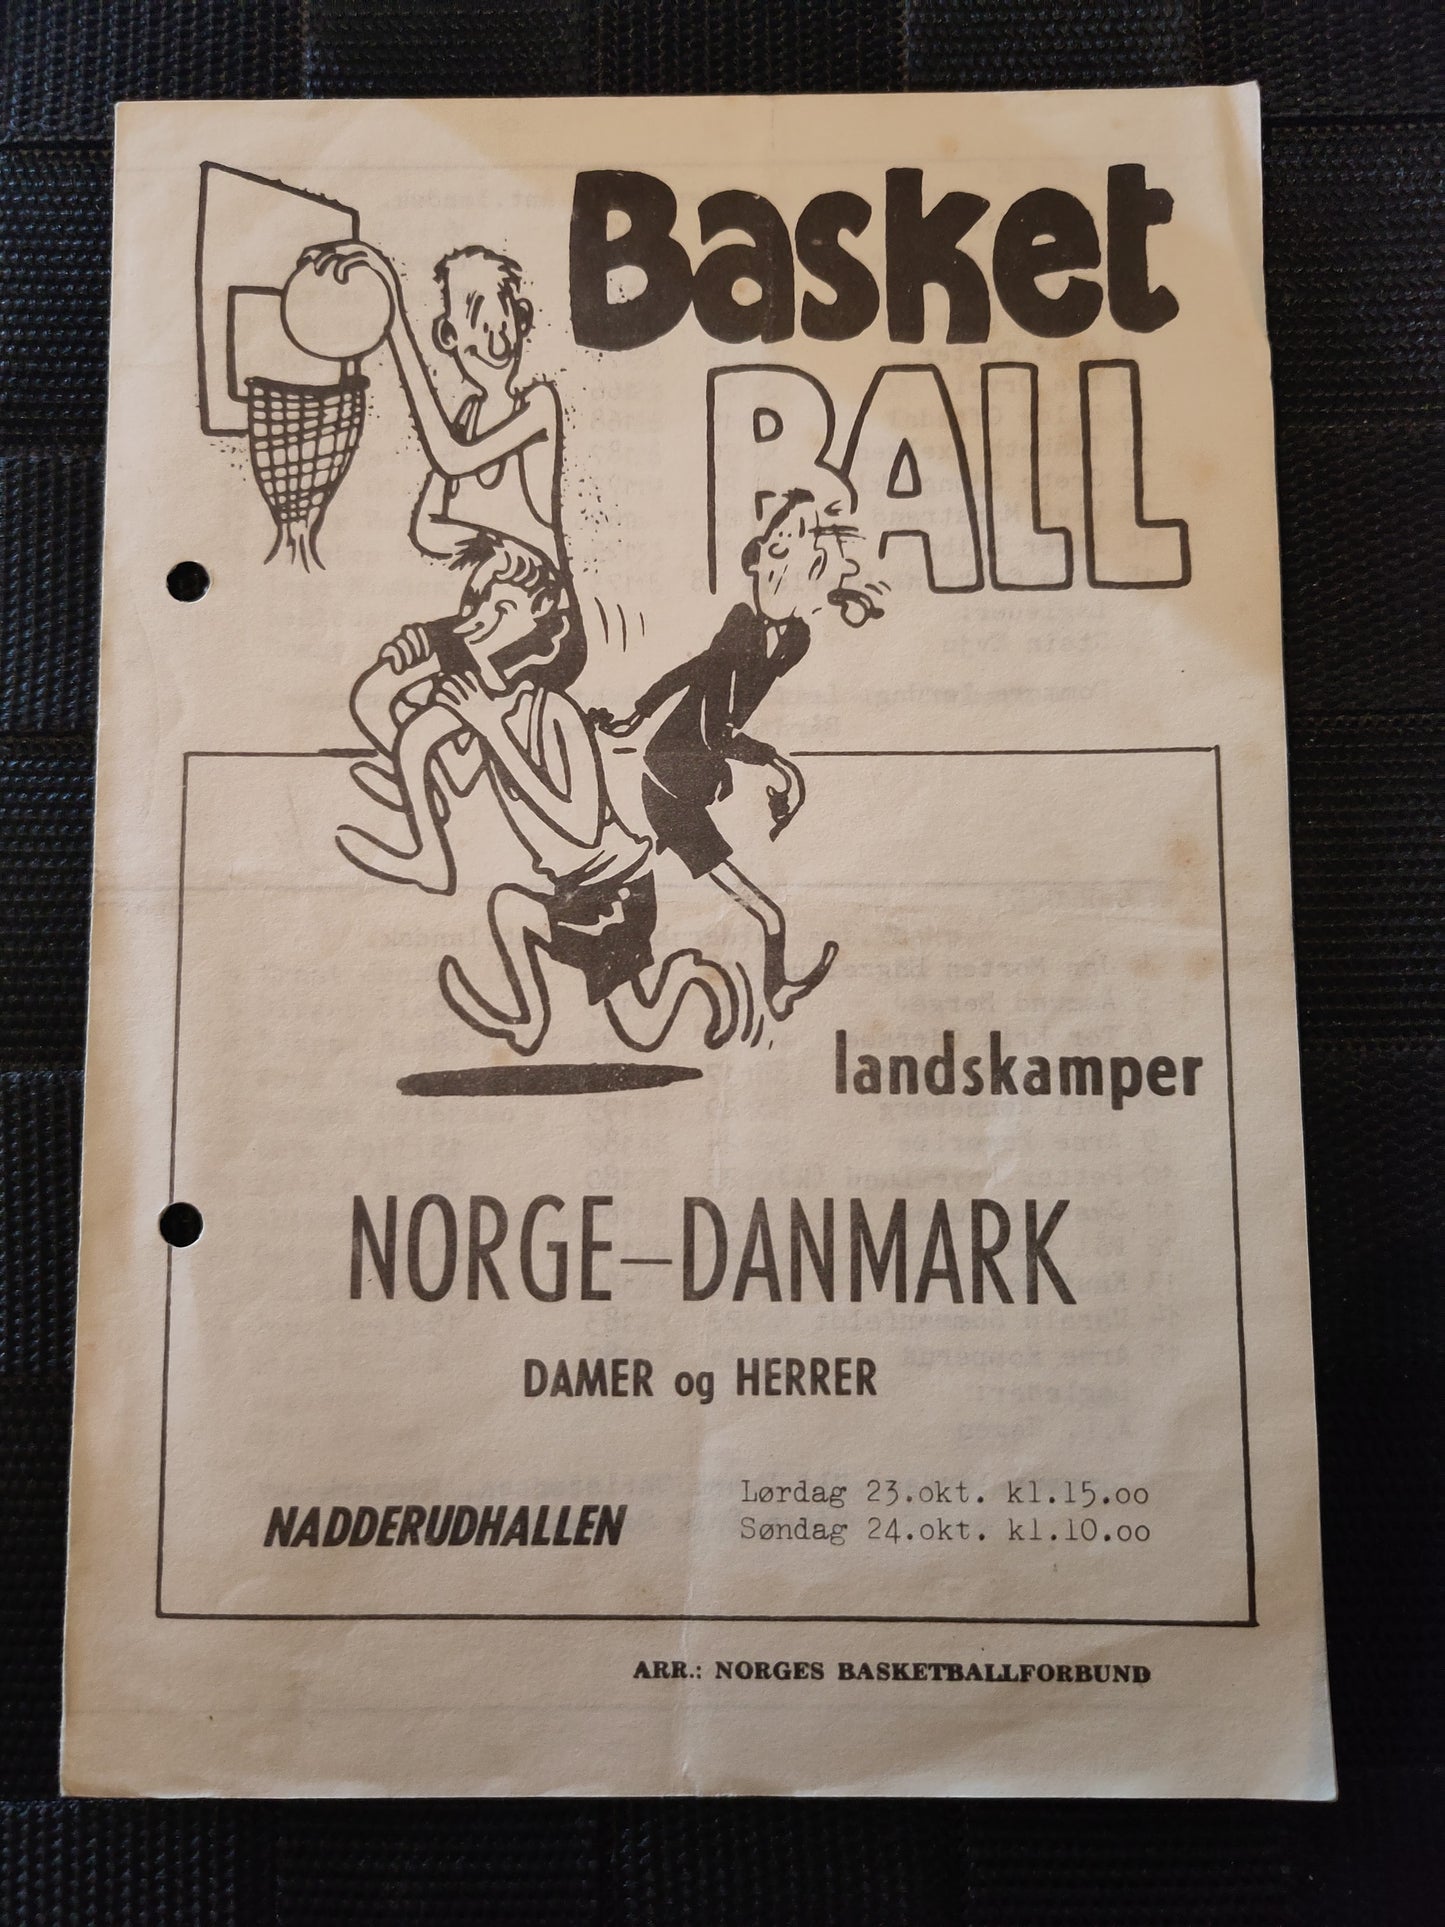 Basket
BALL
landskamper
NORGE–DANMARK
DAMER og HERRER
NADDERUDHALLEN
Lørdag 23.okt. kl.15.oo
Søndag 24.okt. kl.10.oo
ARR.: NORGES BASKETBALLFORBUND